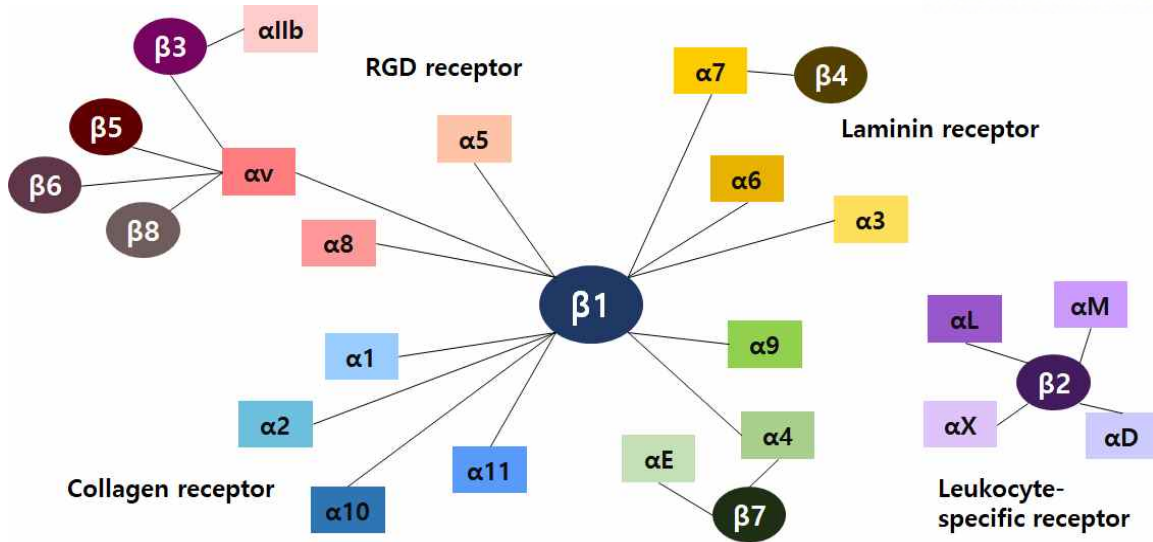 β3
αIIb
RGD receptor
α7
β4
β5
α5
Laminin receptor
β6
αv
α6
β8
α8
α3
β1
αL
αM
α1
α9
β2
α2
α4
αX
αD
αE
α11
Collagen receptor
α10
β7
Leukocyte-
specific receptor